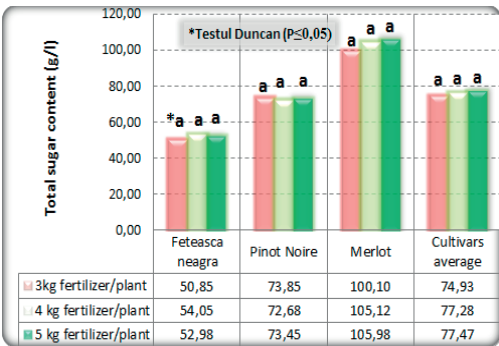 Total sugar content (g/l)
120,00
100,00
80,00
60,00
40,00
20,00
0,00
*Testul Duncan (P≤0,05)
*a a a
a a a
a a a
a a a
Feteasca neagra
Pinot Noire
Merlot
Cultivars average
3kg fertilizer/plant 50,85 73,85 100,10 74,93
4 kg fertilizer/plant 54,05 72,68 105,12 77,28
5 kg fertilizer/plant 52,98 73,45 105,98 77,47